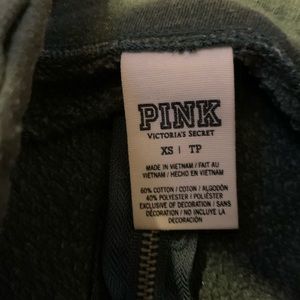 PINK
VICTORIA'S SECRET
XS | TP
MADE IN VIETNAM / FAIT AU
VIETNAM / HECHO EN VIETNAM
60% COTTON / COTON / ALGODÓN
40% POLYESTER / POLIÉSTER
EXCLUSIVE OF DECORATION / SANS
DÉCORATION / NO INCLUYE LA
DECORACIÓN